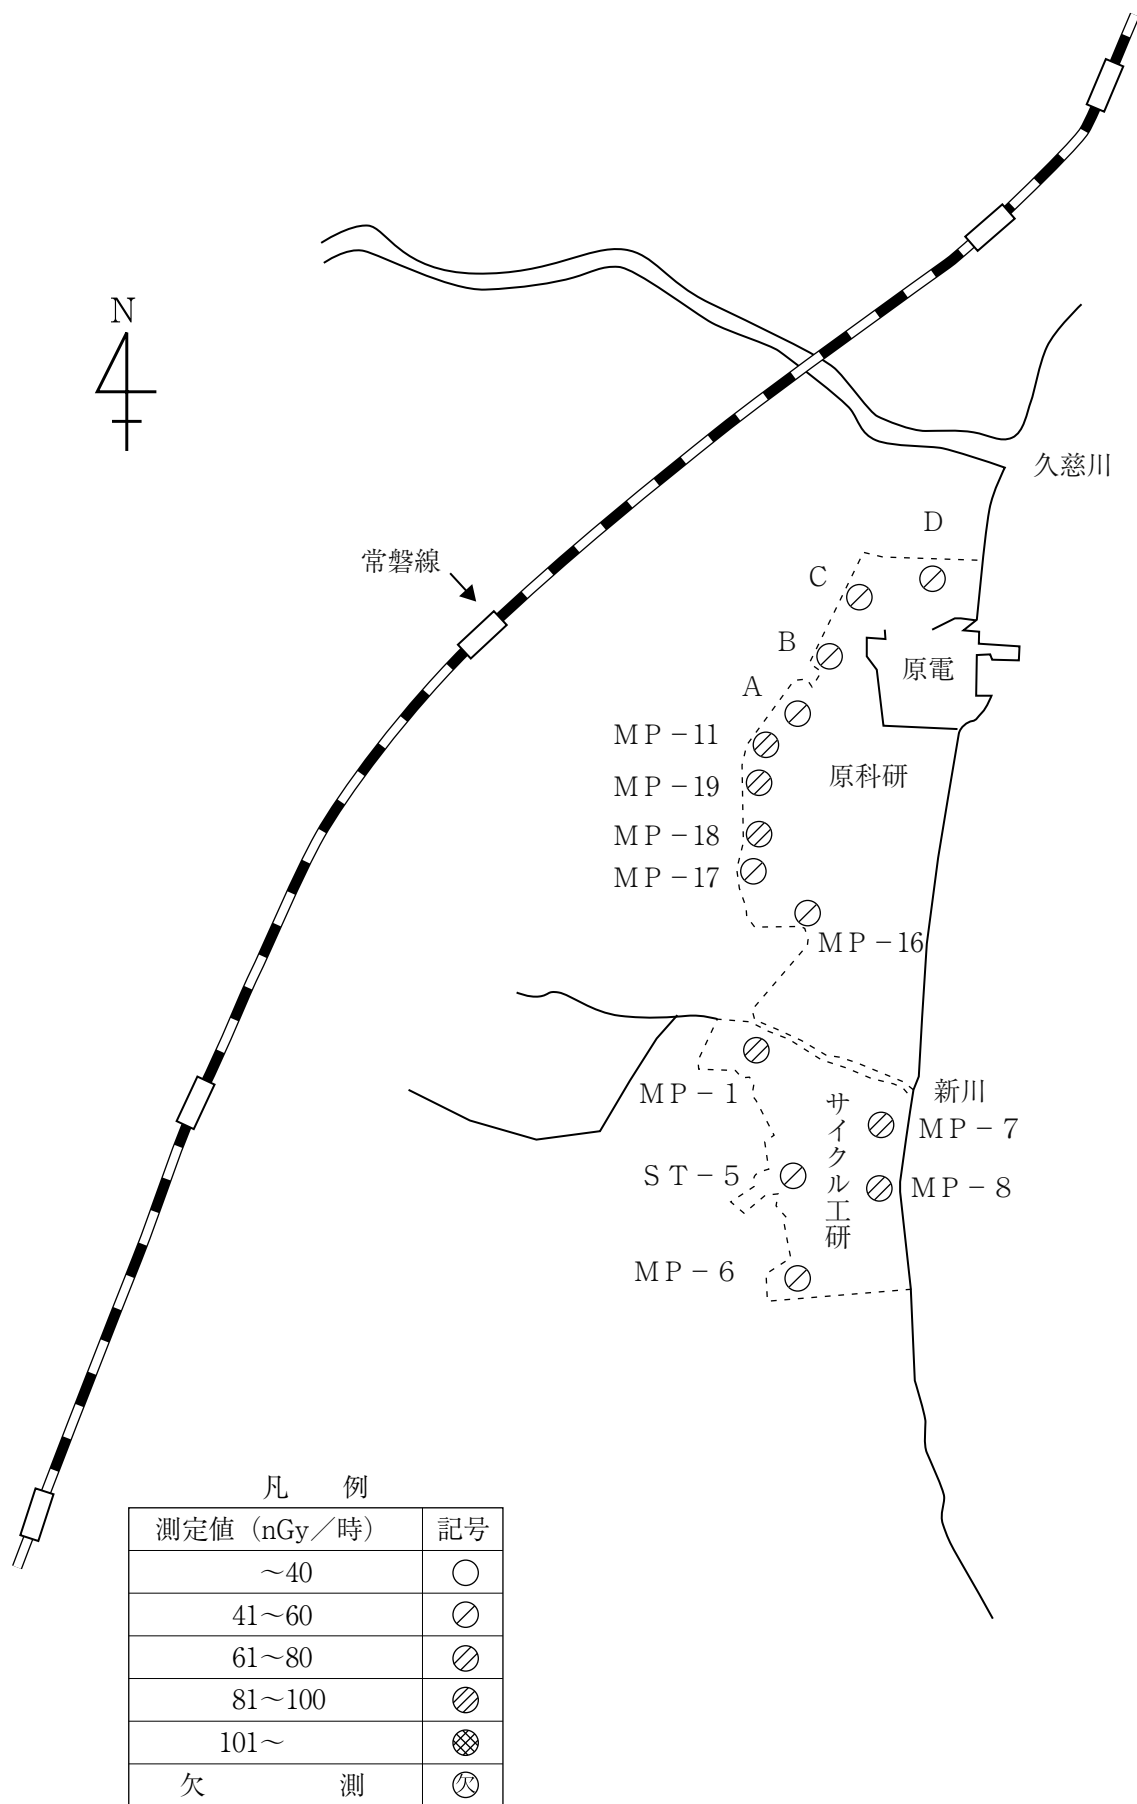 N
久慈川
D
常磐線
C
B
原電
A
MP-11
原科研
MP-19
MP-18
MP-17
MP-16
新川
MP-1
サイクル工研
MP-7
ST-5
MP-8
MP-6
凡 例
測定値（nGy／時） 記号
～40
41～60
61～80
81～100
101～
欠 測 欠